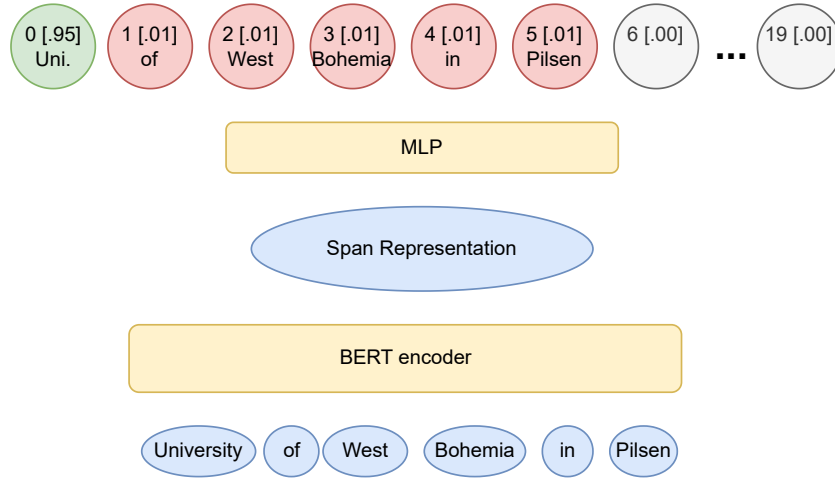 0 [.95] 1 [.01] 2 [.01] 3 [.01] 4 [.01] 5 [.01] 6 [.00] ... 19 [.00]
Uni. of West Bohemia in Pilsen
MLP
Span Representation
BERT encoder
University of West Bohemia in Pilsen